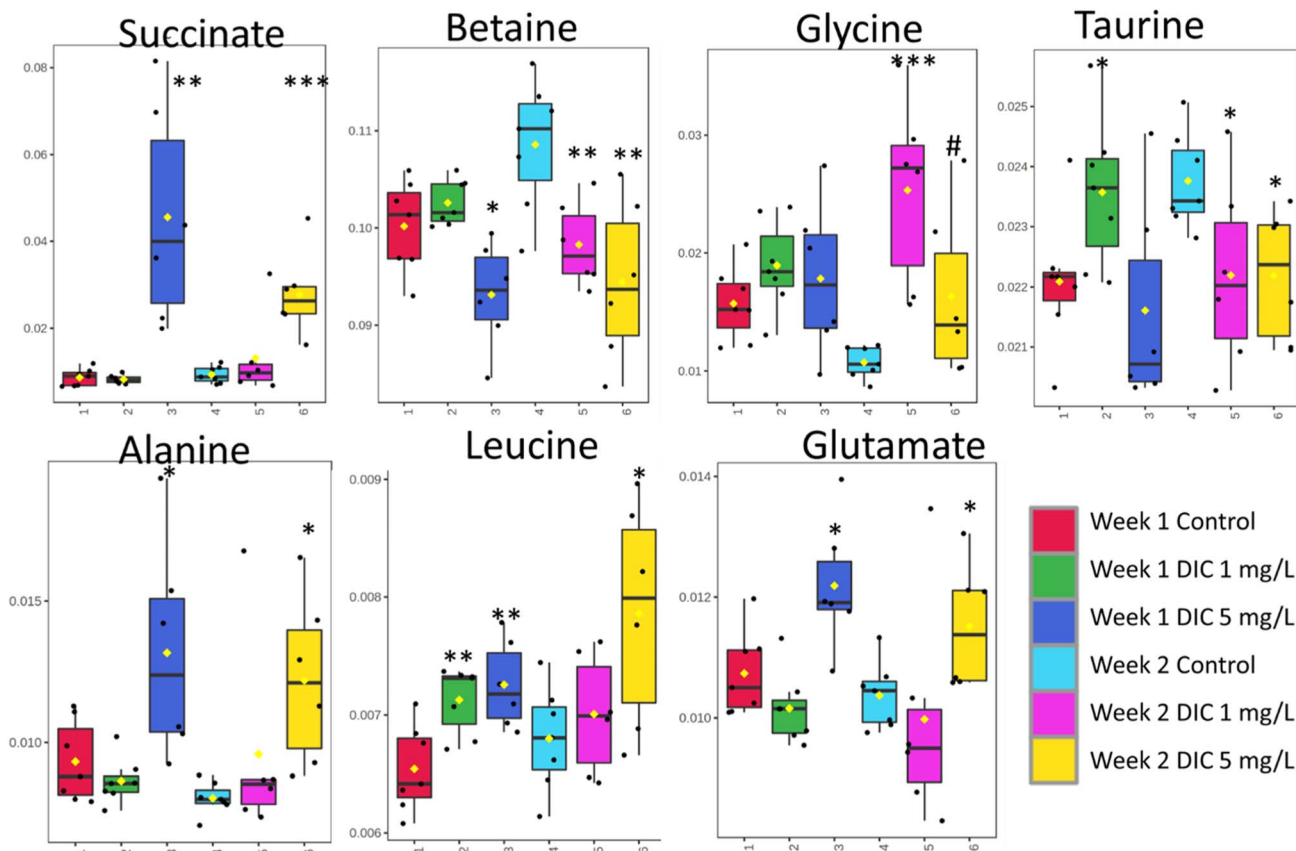 Succinate
Betaine
Glycine
Taurine
0.08
0.06
0.04
0.02
** ***
1 2 3 4 5 6
0.11
0.10
0.09
* ** **
1 2 3 4 5 6
0.03
0.02
0.01
*** #
1 2 3 4 5 6
0.025
0.024
0.023
0.022
0.021
* * *
1 2 3 4 5 6
Alanine
Leucine
Glutamate
0.015
0.010
* *
0.009
0.008
0.007
0.006
** ** *
1 2 3 4 5 6
0.014
0.012
0.010
* *
1 2 3 4 5 6
Week 1 Control
Week 1 DIC 1 mg/L
Week 1 DIC 5 mg/L
Week 2 Control
Week 2 DIC 1 mg/L
Week 2 DIC 5 mg/L